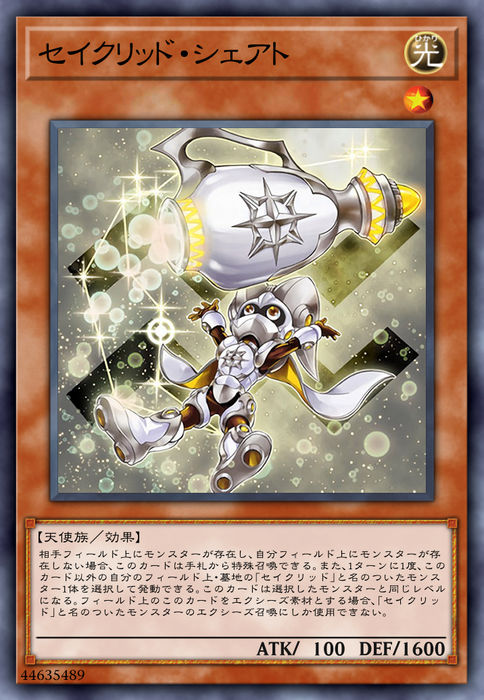 セイクリッド・シェアト
光
ひかり
【天使族／効果】
相手フィールド上にモンスターが存在し、自分フィールド上にモンスターが存
在しない場合、このカードは手札から特殊召喚できる。また、1ターンに1度、この
カード以外の自分のフィールド上・墓地の「セイクリッド」と名のついたモンス
ター1体を選択して発動できる。このカードは選択したモンスターと同じレベル
になる。フィールド上のこのカードをエクシーズ素材とする場合、「セイクリッ
ド」と名のついたモンスターのエクシーズ召喚にしか使用できない。
ATK/ 100 DEF/1600
44635489